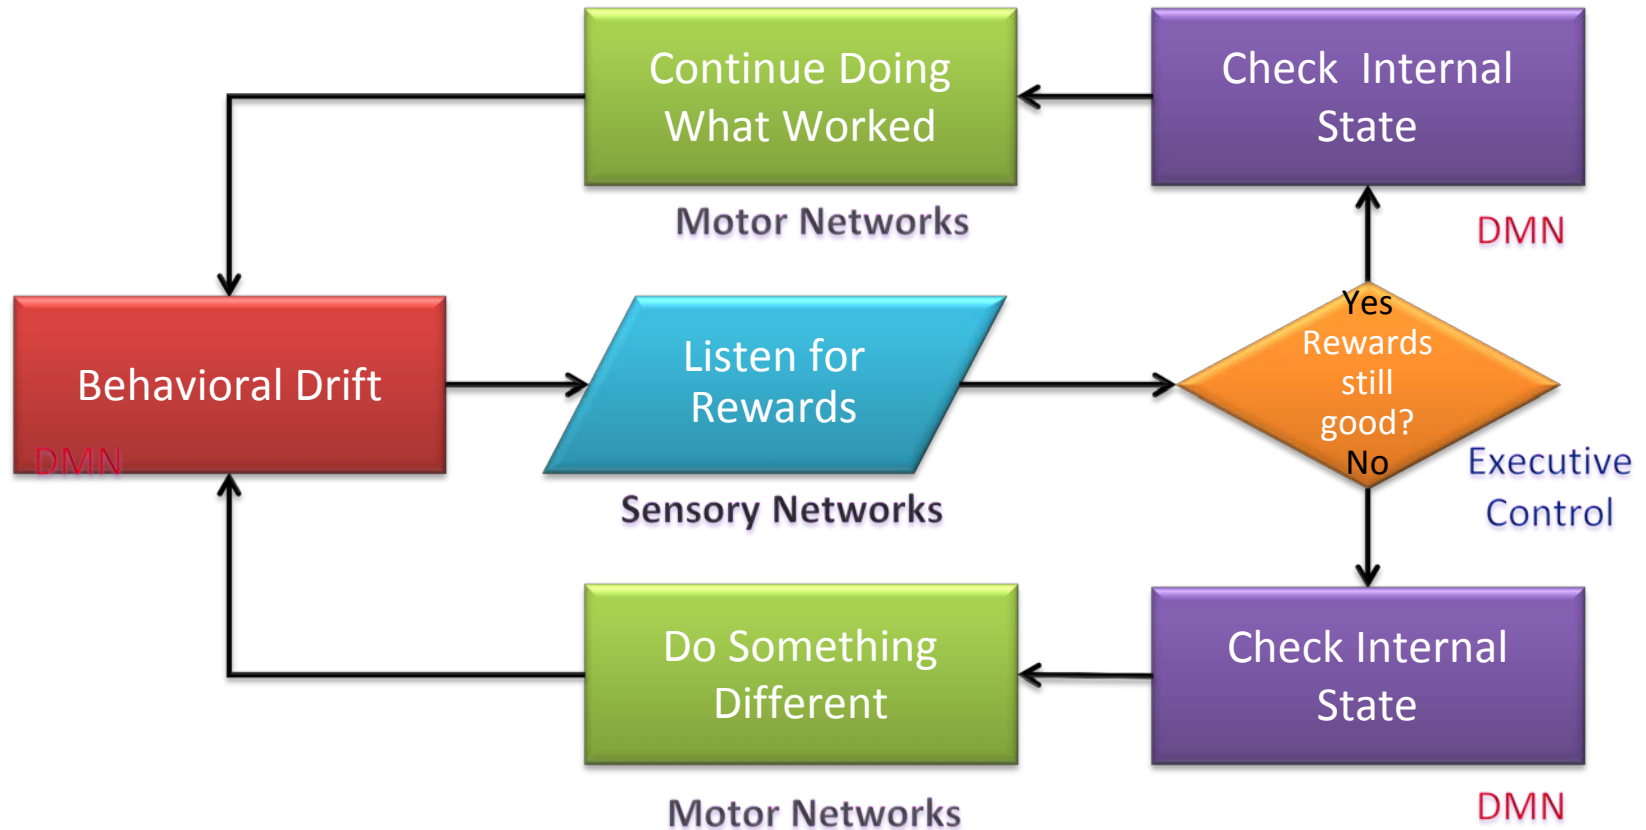 Continue Doing
What Worked
Check  Internal
State
Motor Networks
DMN
Behavioral Drift
DMN
Listen for
Rewards
Sensory Networks
Yes
Rewards
still
good?
No
Executive
Control
Do Something
Different
Check Internal
State
Motor Networks
DMN